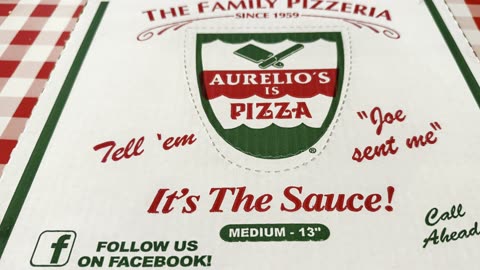 THE FAMILY PIZZERIA
SINCE 1959
AURELIO'S
IS
PIZZA
®
Tell 'em
"Joe
sent me"
It's The Sauce!
MEDIUM - 13"
Call
Ahead
f
FOLLOW US
ON FACEBOOK!